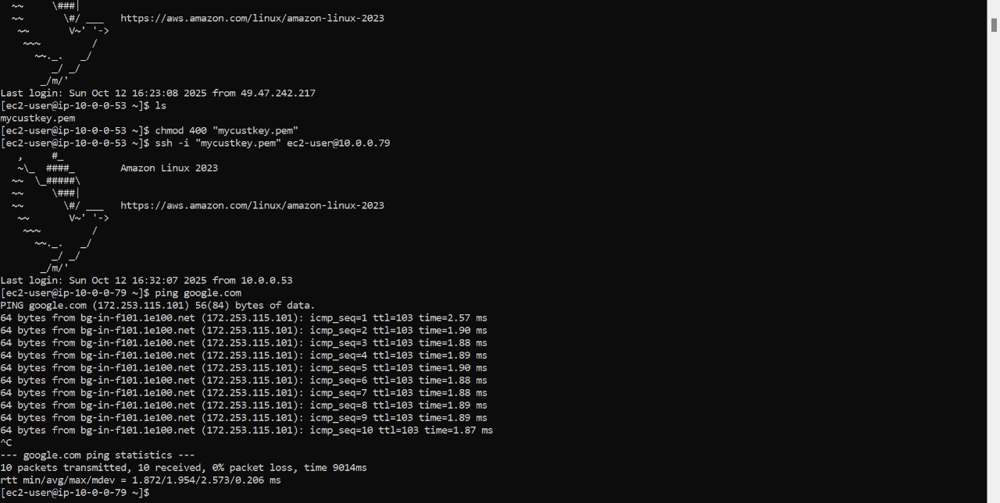 ~~      \###|
~~       \#/ ___   https://aws.amazon.com/linux/amazon-linux-2023
~~       V~' '->
~~~         /
~~._.   _/
_/ _/
_/m/'
Last login: Sun Oct 12 16:23:08 2025 from 49.47.242.217
[ec2-user@ip-10-0-0-53 ~]$ ls
mycustkey.pem
[ec2-user@ip-10-0-0-53 ~]$ chmod 400 "mycustkey.pem"
[ec2-user@ip-10-0-0-53 ~]$ ssh -i "mycustkey.pem" ec2-user@10.0.0.79
,     #_
~\_  ####_        Amazon Linux 2023
~~  \_#####\
~~     \###|
~~       \#/ ___   https://aws.amazon.com/linux/amazon-linux-2023
~~       V~' '->
~~~         /
~~._.   _/
_/ _/
_/m/'
Last login: Sun Oct 12 16:32:07 2025 from 10.0.0.53
[ec2-user@ip-10-0-0-79 ~]$ ping google.com
PING google.com (172.253.115.101) 56(84) bytes of data.
64 bytes from bg-in-f101.1e100.net (172.253.115.101): icmp_seq=1 ttl=103 time=2.57 ms
64 bytes from bg-in-f101.1e100.net (172.253.115.101): icmp_seq=2 ttl=103 time=1.90 ms
64 bytes from bg-in-f101.1e100.net (172.253.115.101): icmp_seq=3 ttl=103 time=1.88 ms
64 bytes from bg-in-f101.1e100.net (172.253.115.101): icmp_seq=4 ttl=103 time=1.89 ms
64 bytes from bg-in-f101.1e100.net (172.253.115.101): icmp_seq=5 ttl=103 time=1.90 ms
64 bytes from bg-in-f101.1e100.net (172.253.115.101): icmp_seq=6 ttl=103 time=1.88 ms
64 bytes from bg-in-f101.1e100.net (172.253.115.101): icmp_seq=7 ttl=103 time=1.88 ms
64 bytes from bg-in-f101.1e100.net (172.253.115.101): icmp_seq=8 ttl=103 time=1.89 ms
64 bytes from bg-in-f101.1e100.net (172.253.115.101): icmp_seq=9 ttl=103 time=1.89 ms
64 bytes from bg-in-f101.1e100.net (172.253.115.101): icmp_seq=10 ttl=103 time=1.87 ms
^C
--- google.com ping statistics ---
10 packets transmitted, 10 received, 0% packet loss, time 9014ms
rtt min/avg/max/mdev = 1.872/1.954/2.573/0.206 ms
[ec2-user@ip-10-0-0-79 ~]$